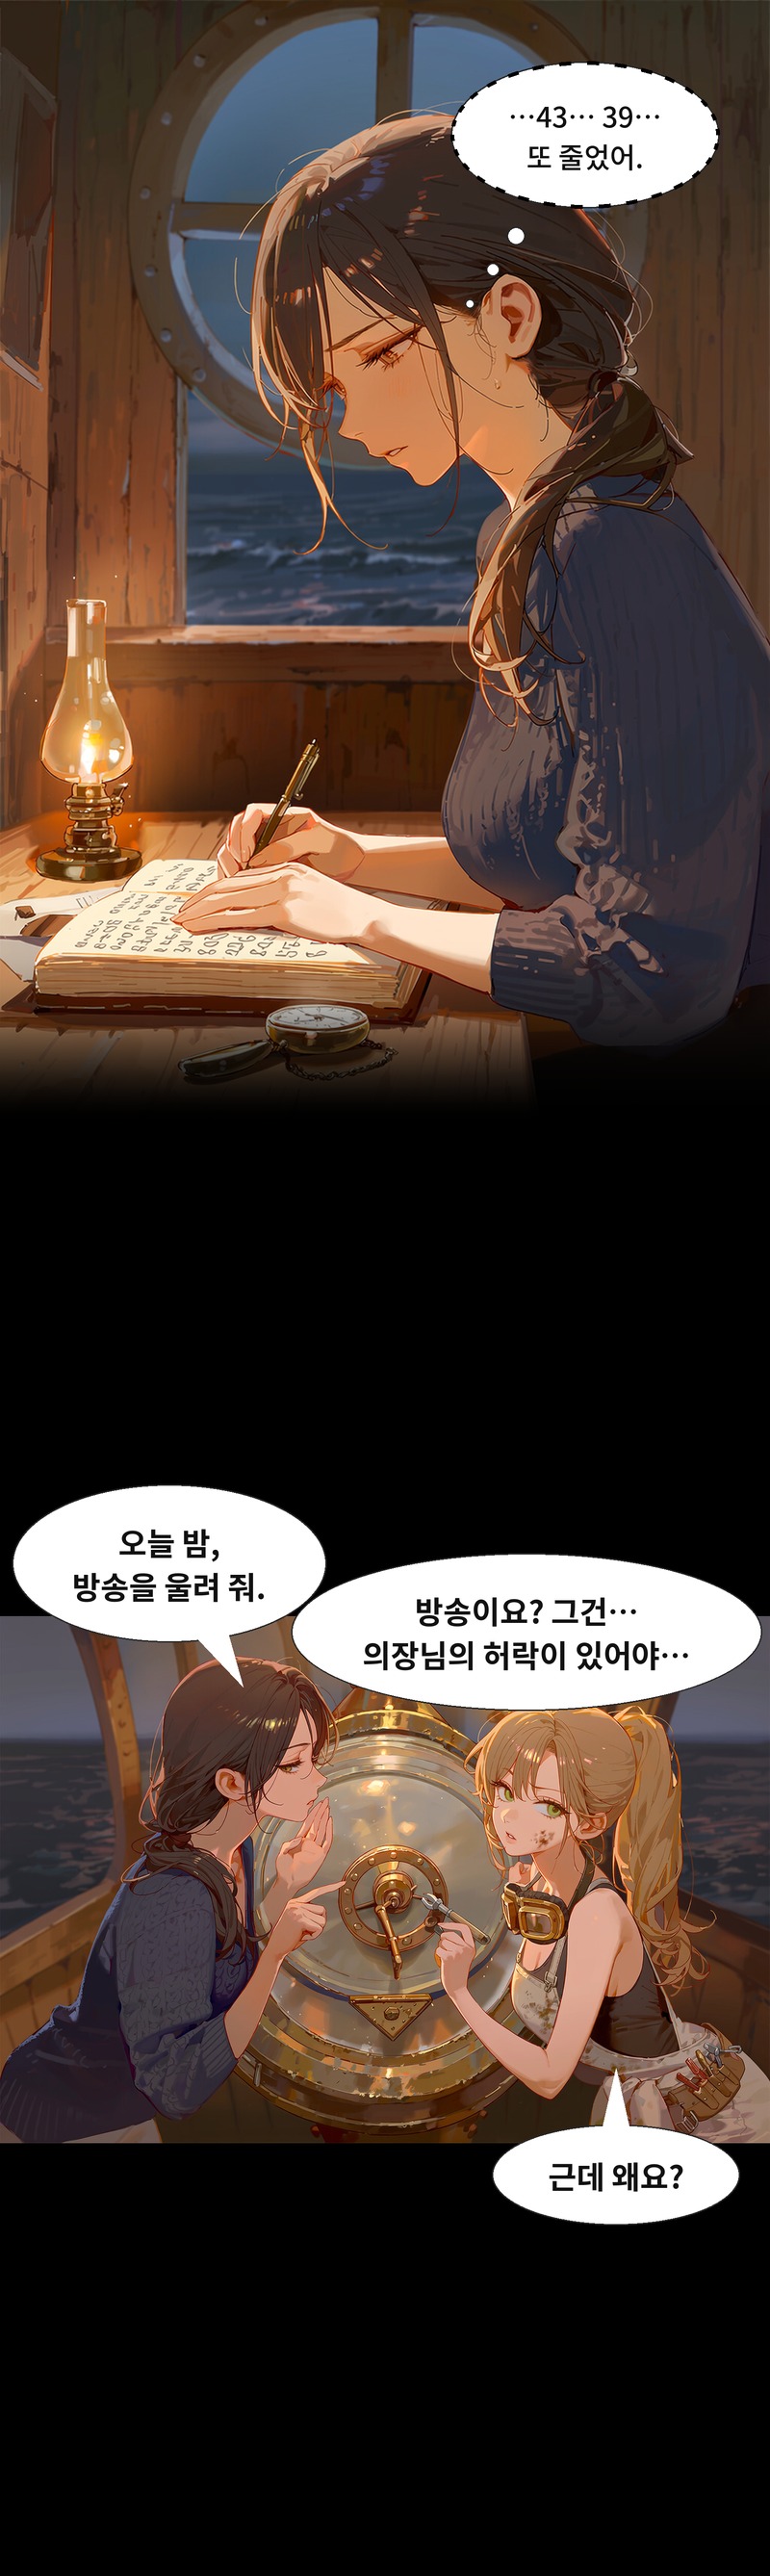 …43… 39…
또 줄었어.
오늘 밤,
방송을 울려 줘.
방송이요? 그건…
의장님의 허락이 있어야…
근데 왜요?